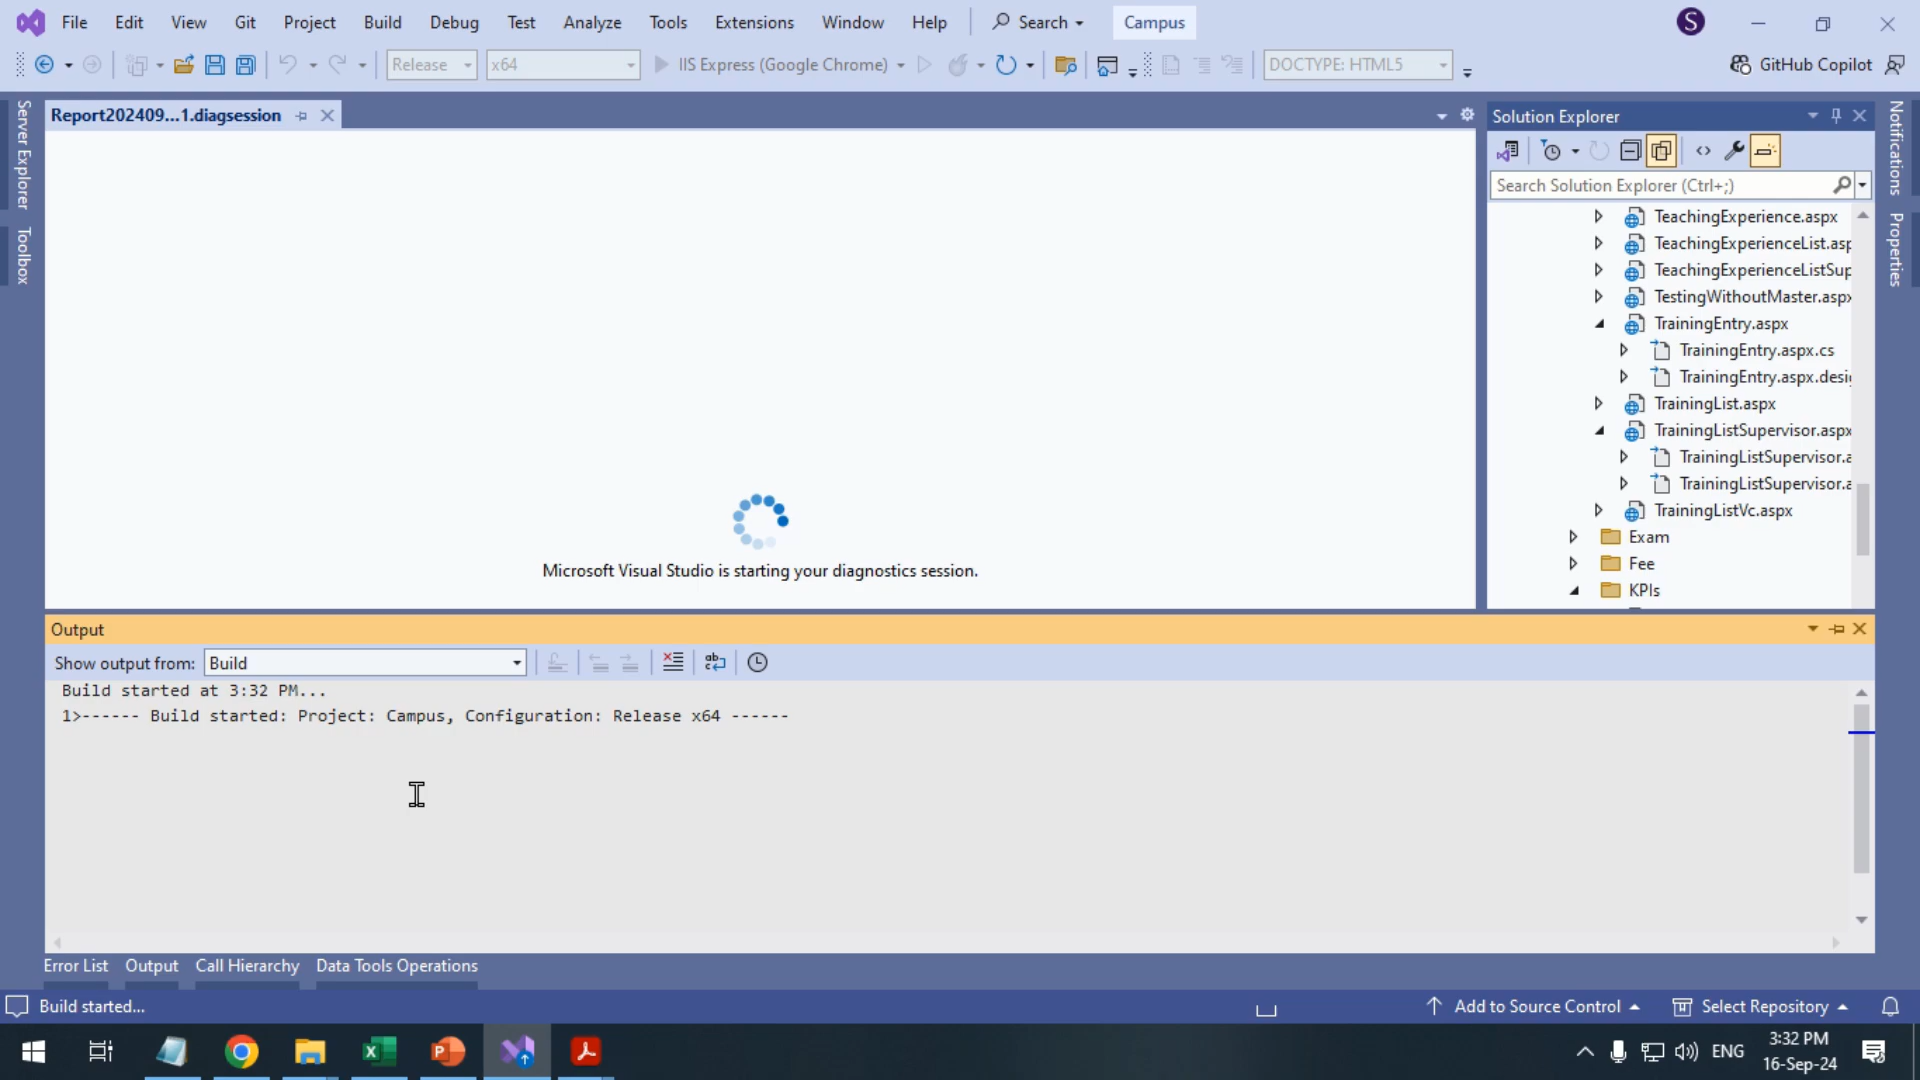 File Edit View Git Project Build Debug Test Analyze Tools Extensions Window Help Search Campus S
Release x64 IIS Express (Google Chrome) DOCTYPE: HTML5 GitHub Copilot
Server Explorer
Toolbox
Report202409...1.diagsession
Microsoft Visual Studio is starting your diagnostics session.
Solution Explorer
Search Solution Explorer (Ctrl+;)
TeachingExperience.aspx
TeachingExperienceList.asp
TeachingExperienceListSup
TestingWithoutMaster.aspx
TrainingEntry.aspx
TrainingEntry.aspx.cs
TrainingEntry.aspx.desi
TrainingList.aspx
TrainingListSupervisor.aspx
TrainingListSupervisor.a
TrainingListSupervisor.a
TrainingListVc.aspx
Exam
Fee
KPIs
Notifications
Properties
Output
Show output from: Build
Build started at 3:32 PM...
1>------ Build started: Project: Campus, Configuration: Release x64 ------
Error List Output Call Hierarchy Data Tools Operations
Build started... Add to Source Control Select Repository
ENG 3:32 PM
16-Sep-24